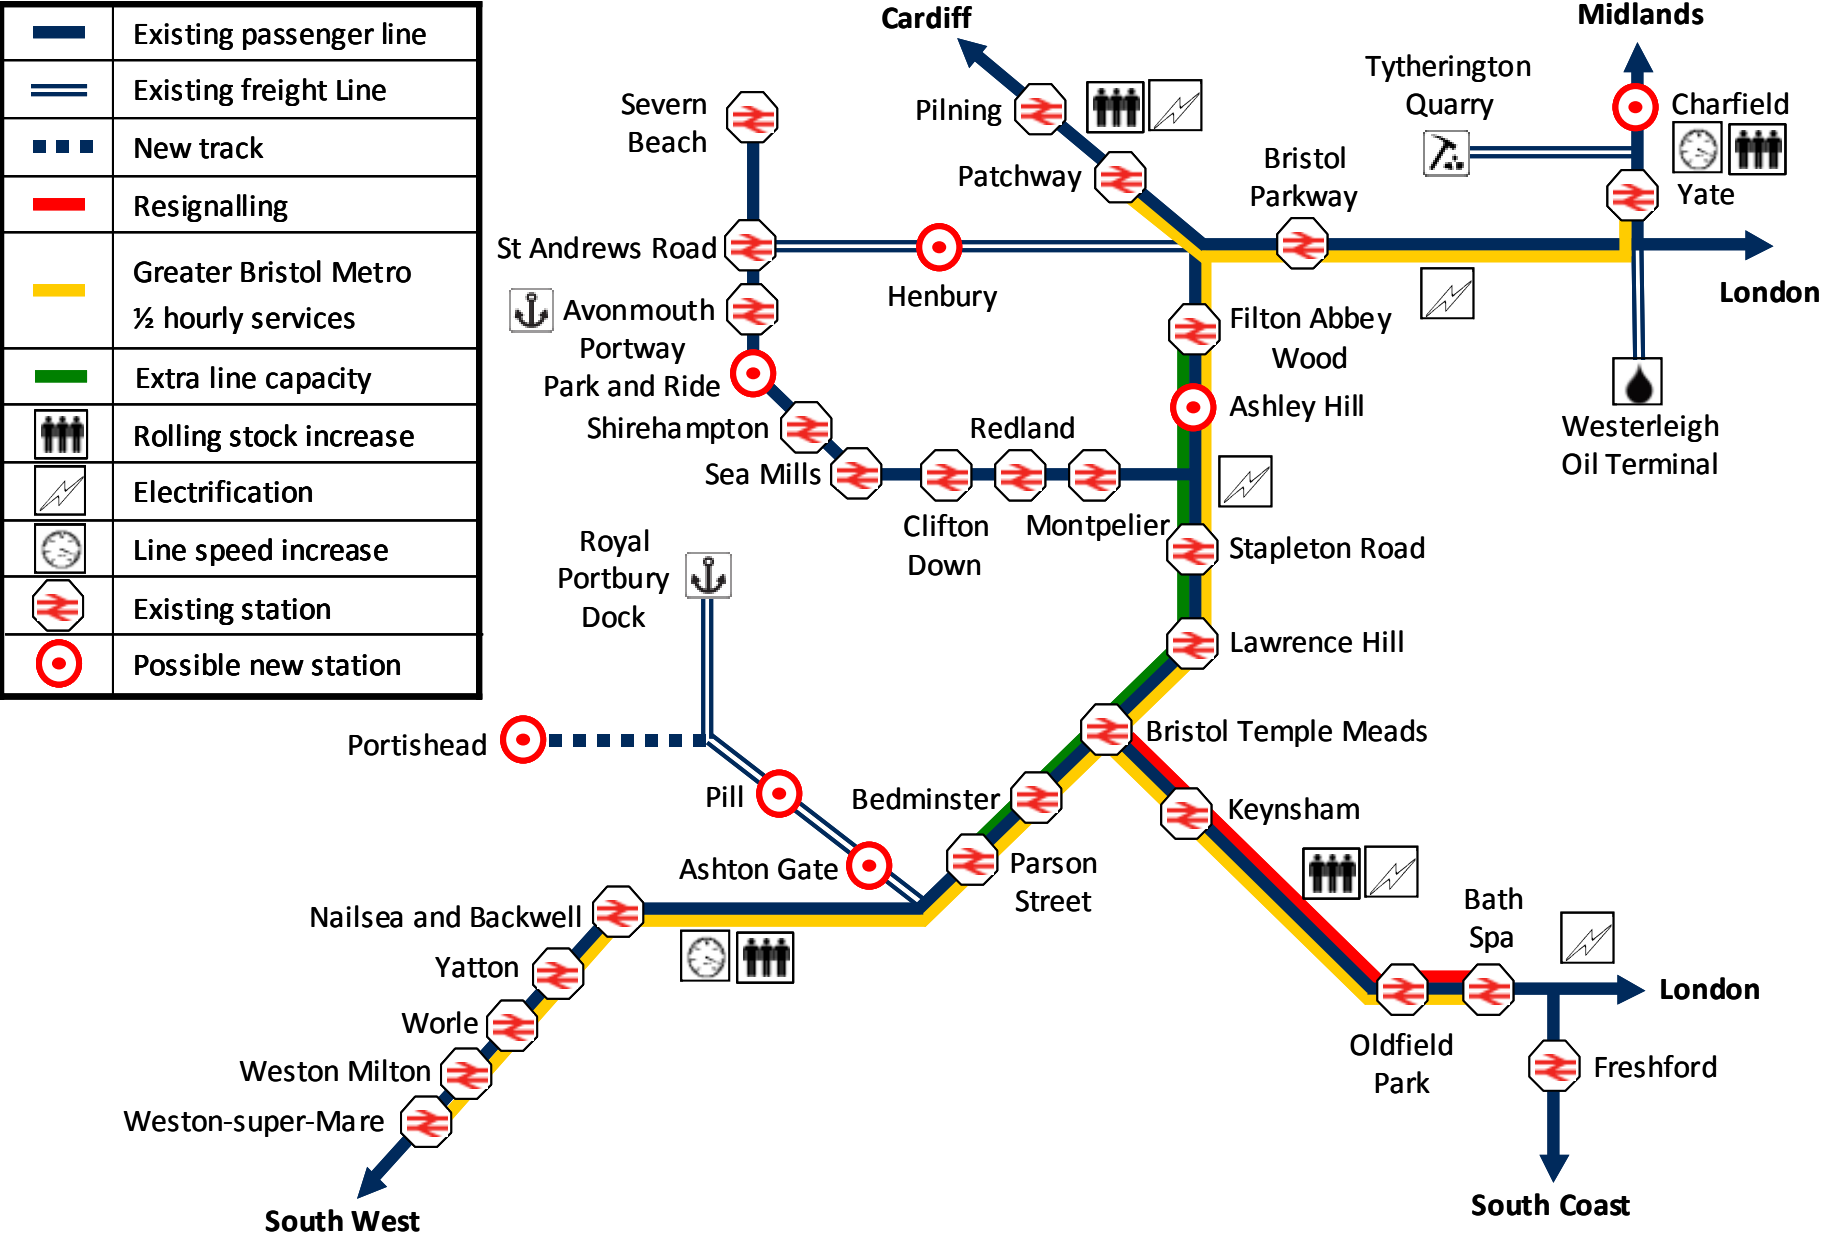 Existing passenger line
Existing freight Line
New track
Resignalling
Greater Bristol Metro
½ hourly services
Extra line capacity
Rolling stock increase
Electrification
Line speed increase
Existing station
Possible new station
Cardiff
Midlands
Tytherington
Quarry
Charfield
Severn
Beach
Pilning
Patchway
Bristol
Parkway
Yate
St Andrews Road
Henbury
London
Avonmouth
Portway
Park and Ride
Filton Abbey
Wood
Ashley Hill
Shirehampton
Redland
Westerleigh
Oil Terminal
Sea Mills
Clifton
Down
Montpelier
Stapleton Road
Royal
Portbury
Dock
Lawrence Hill
Portishead
Bristol Temple Meads
Pill
Bedminster
Keynsham
Ashton Gate
Parson
Street
Bath
Spa
Nailsea and Backwell
Yatton
London
Worle
Oldfield
Park
Weston Milton
Freshford
Weston-super-Mare
South West
South Coast